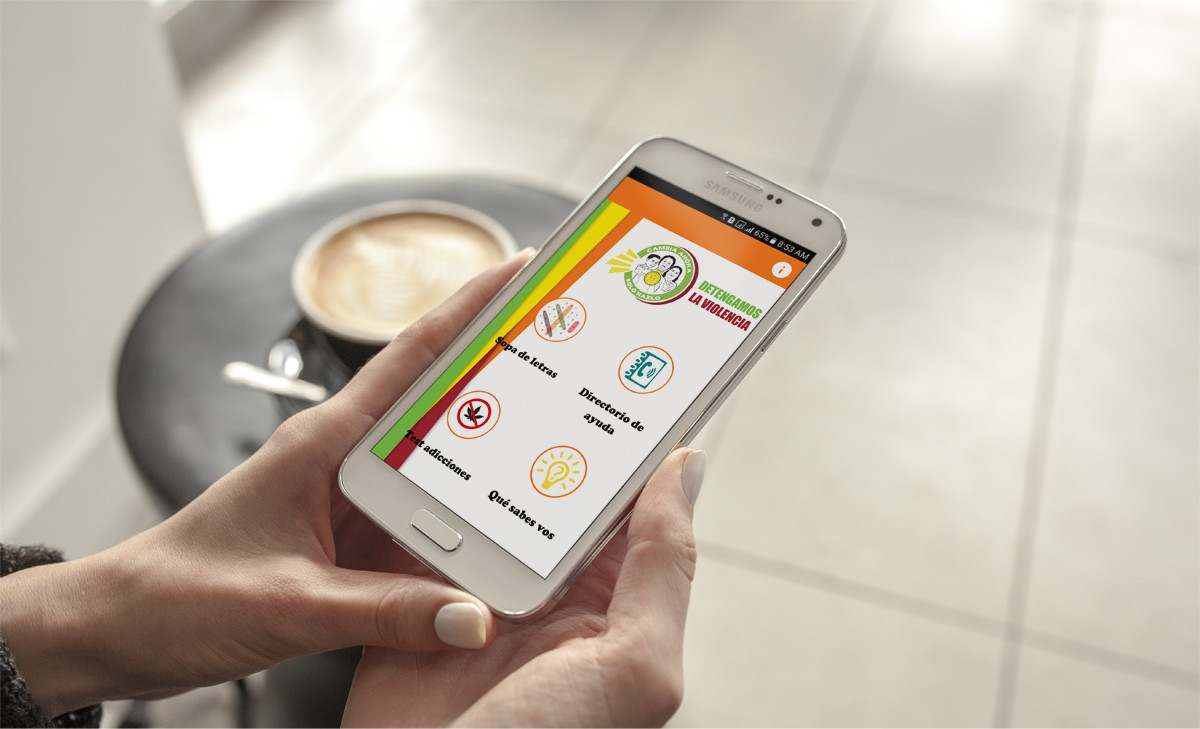 SAMSUNG
65% 8:53 AM
i
CAMBIA AHORA
SOLO HAZLO
DETENGAMOS
LA VIOLENCIA
Sopa de letras
Directorio de
ayuda
Test adicciones
Qué sabes vos